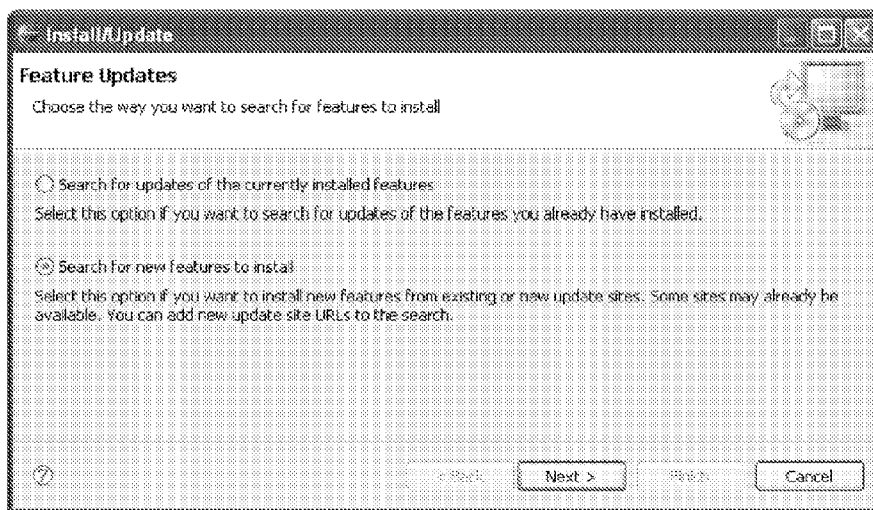 Install/Update
Feature Updates
Choose the way you want to search for features to install
Search for updates of the currently installed features
Select this option if you want to search for updates of the features you already have installed.
Search for new features to install
Select this option if you want to install new features from existing or new update sites. Some sites may already be
available. You can add new update site URLs to the search.
< Back Next > Finish Cancel